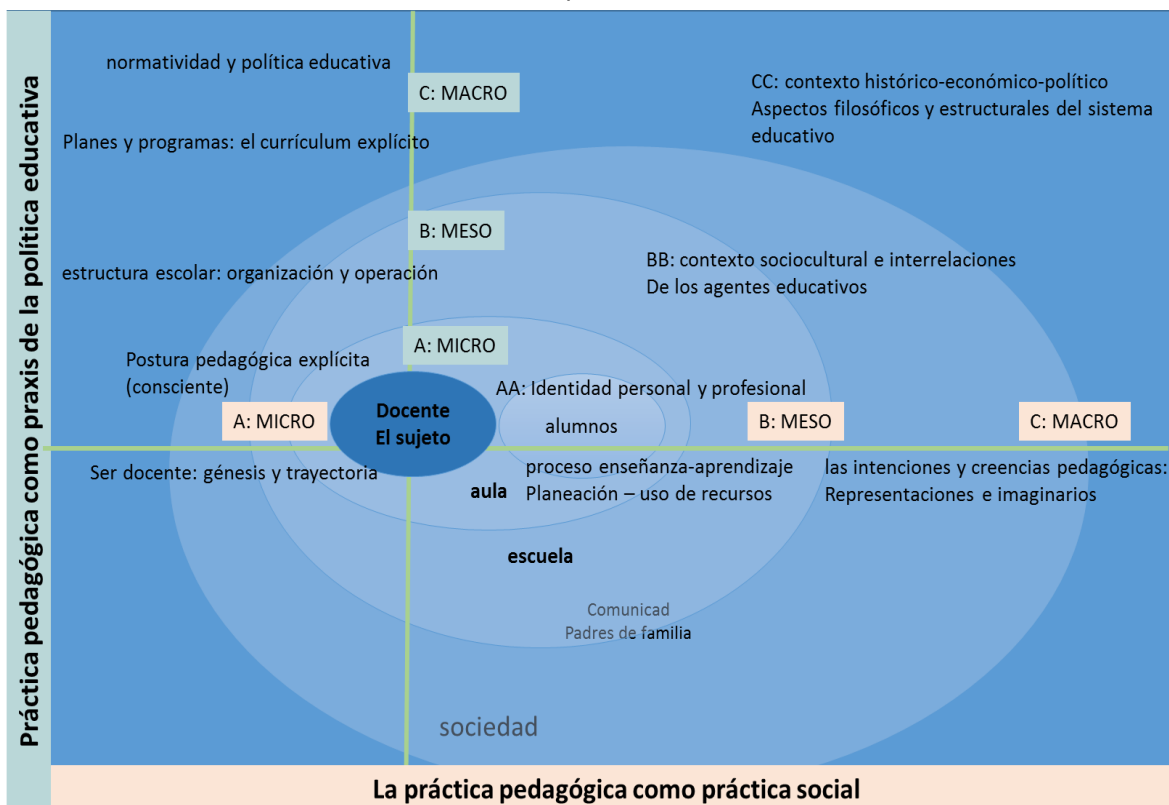 Práctica pedagógica como praxis de la política educativa
normatividad y política educativa
C: MACRO
CC: contexto histórico-económico-político
Aspectos filosóficos y estructurales del sistema
educativo
Planes y programas: el currículum explícito
B: MESO
estructura escolar: organización y operación
BB: contexto sociocultural e interrelaciones
De los agentes educativos
A: MICRO
Postura pedagógica explícita
(consciente)
AA: Identidad personal y profesional
A: MICRO
Docente
El sujeto
alumnos
B: MESO
C: MACRO
Ser docente: génesis y trayectoria
aula
proceso enseñanza-aprendizaje
Planeación – uso de recursos
las intenciones y creencias pedagógicas:
Representaciones e imaginarios
escuela
Comunicad
Padres de familia
sociedad
La práctica pedagógica como práctica social